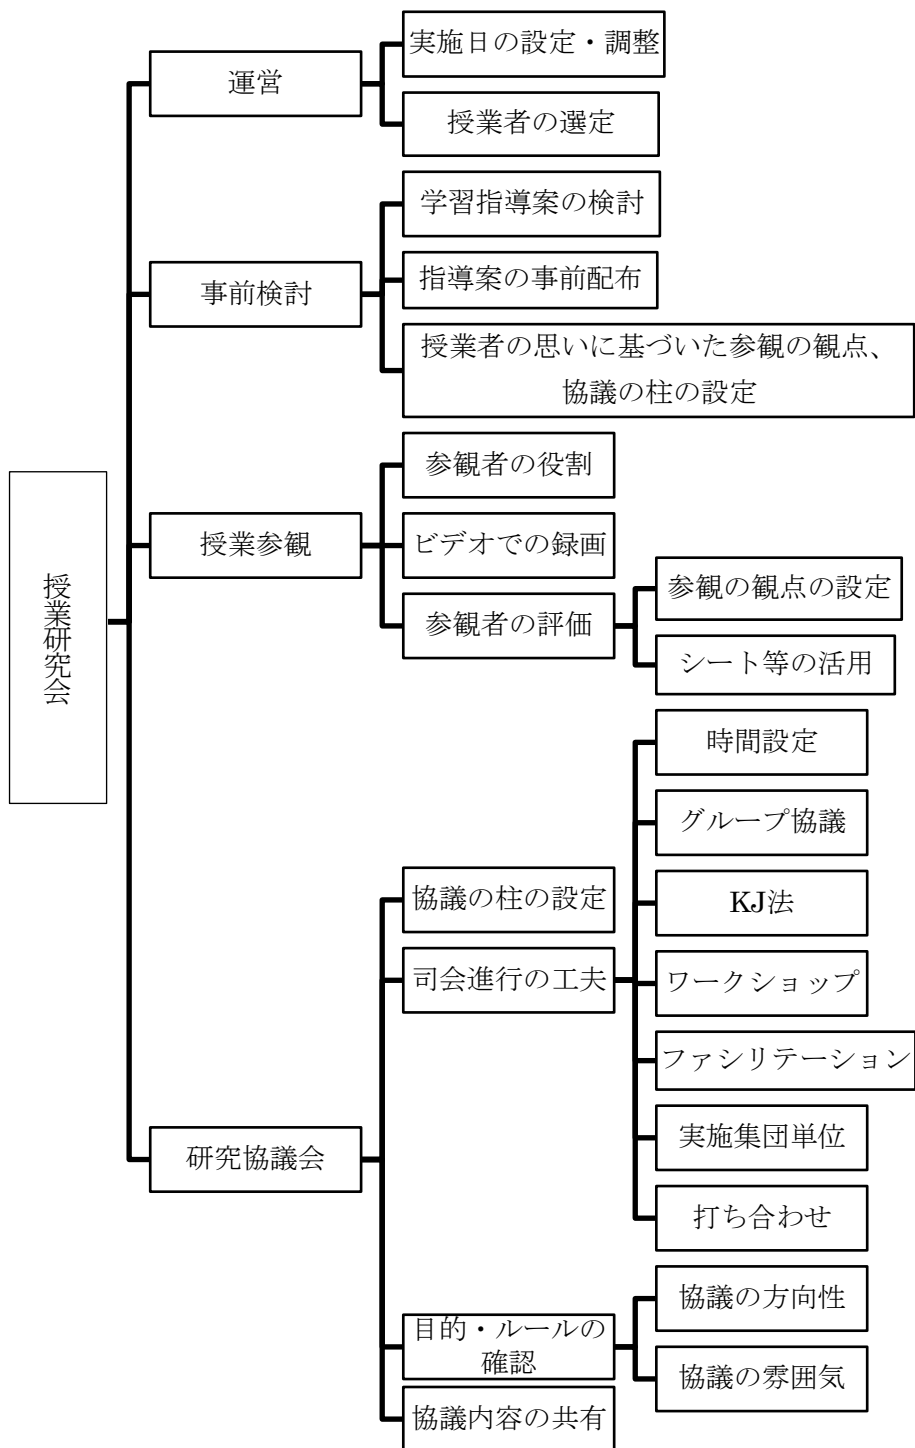 授業研究会
運営
実施日の設定・調整
授業者の選定
事前検討
学習指導案の検討
指導案の事前配布
授業者の思いに基づいた参観の観点、
協議の柱の設定
授業参観
参観者の役割
ビデオでの録画
参観者の評価
参観の観点の設定
シート等の活用
研究協議会
協議の柱の設定
司会進行の工夫
時間設定
グループ協議
KJ法
ワークショップ
ファシリテーション
実施集団単位
打ち合わせ
目的・ルールの
確認
協議の方向性
協議の雰囲気
協議内容の共有